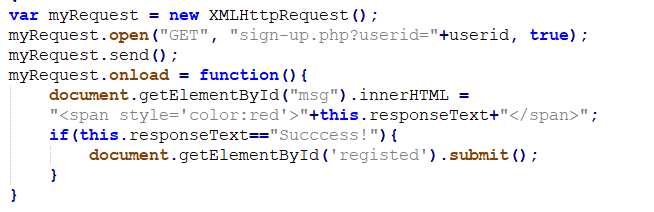 var myRequest = new XMLHttpRequest();
myRequest.open("GET", "sign-up.php?userid="+userid, true);
myRequest.send();
myRequest.onload = function(){
    document.getElementById("msg").innerHTML =
    "<span style='color:red'>"+this.responseText+"</span>";
    if(this.responseText=="Succcess!"){
        document.getElementById('registed').submit();
    }
}